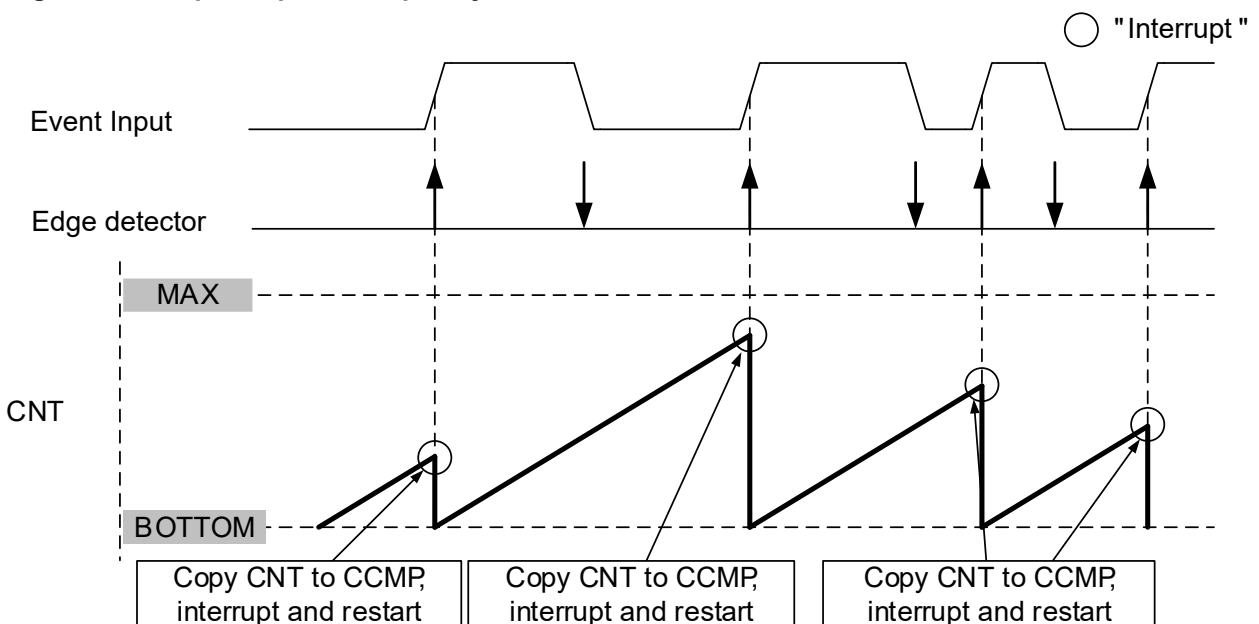 "Interrupt"
Event Input
Edge detector
MAX
CNT
BOTTOM
Copy CNT to CCMP,
interrupt and restart
Copy CNT to CCMP,
interrupt and restart
Copy CNT to CCMP,
interrupt and restart